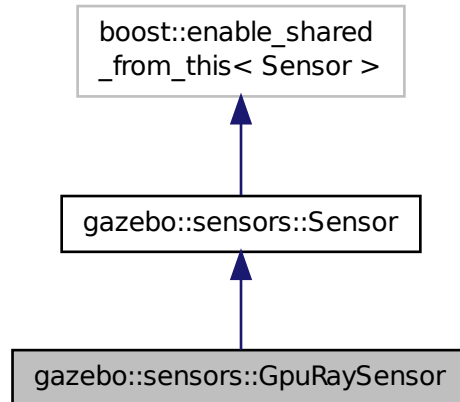 boost::enable_shared
_from_this< Sensor >
gazebo::sensors::Sensor
gazebo::sensors::GpuRaySensor